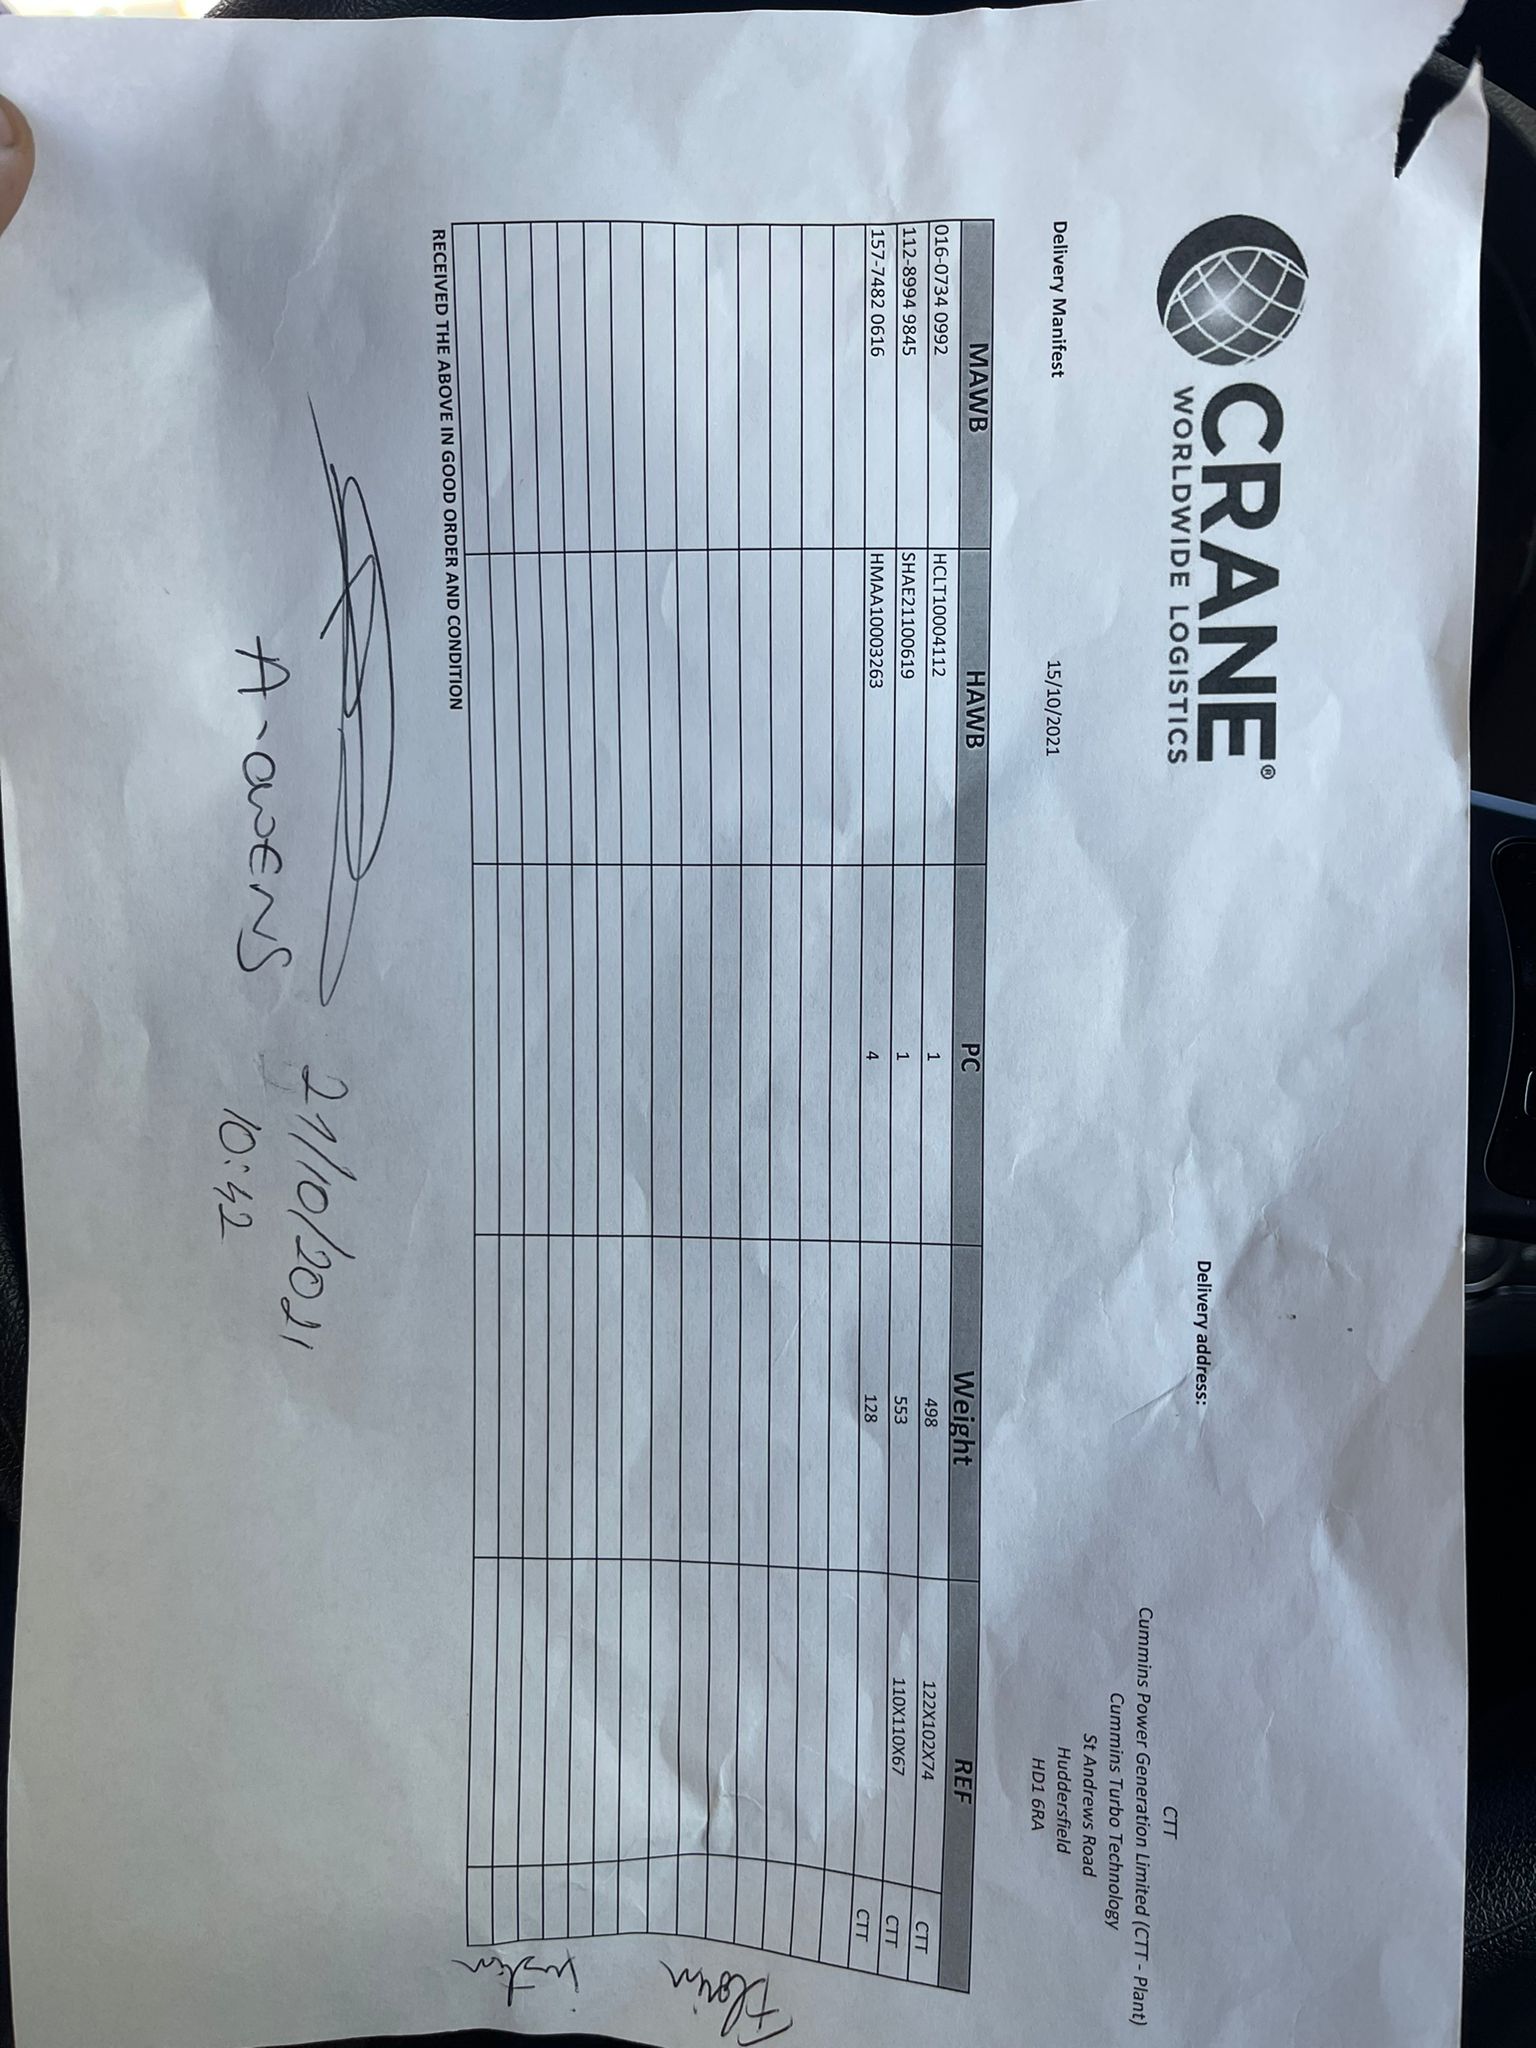 CRANE®
WORLDWIDE LOGISTICS
Delivery address:
CTT
Cummins Power Generation Limited (CTT - Plant)
Cummins Turbo Technology
St Andrews Road
Huddersfield
HD1 6RA
Delivery Manifest 15/10/2021
MAWB HAWB PC Weight REF
016-0734 0992 HCLT10004112 1 498 122X102X74 CTT
112-8994 9845 SHAE21100619 1 553 110X110X67 CTT
157-7482 0616 HMAA10003263 4 128 CTT
Florin
RECEIVED THE ABOVE IN GOOD ORDER AND CONDITION
21/10/2021
A-OWENS 10:42